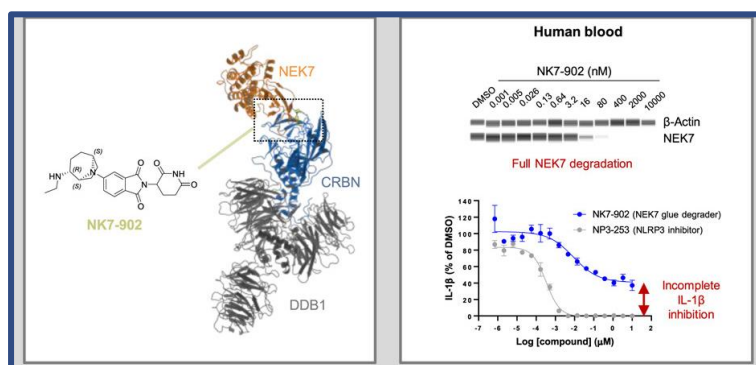 NEK7
CRBN
DDB1
(S)
(R)
(S)
HN
N
O
N
O
O
NH
O
NK7-902
Human blood
NK7-902 (nM)
DMSO 0.001 0.005 0.026 0.13 0.64 3.2 16 80 400 2000 10000
β-Actin
NEK7
Full NEK7 degradation
NK7-902 (NEK7 glue degrader)
NP3-253 (NLRP3 inhibitor)
IL-1β (% of DMSO)
140
120
100
80
60
40
20
0
-7 -6 -5 -4 -3 -2 -1 0 1 2
Log [compound] (μM)
Incomplete
IL-1β
inhibition